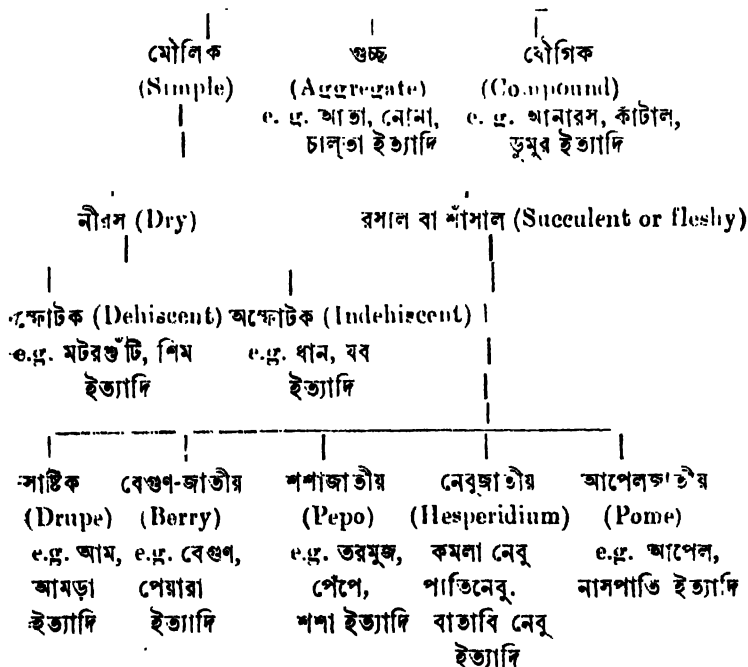 মৌলিক গুচ্ছ যৌগিক
(Simple) (Aggregate) (Compound)
e. g. আতা, নোনা, e. g. আনারস, কাঁটাল,
চাল্‌তা ইত্যাদি ডুমুর ইত্যাদি
নীরস (Dry) রসাল বা শাঁসাল (Succulent or fleshy)
স্ফোটক (Dehiscent) অস্ফোটক (Indehiscent)
e.g. মটরশুঁটি, শিম e.g. ধান, যব
ইত্যাদি ইত্যাদি
সাষ্টিক বেগুণ-জাতীয় শশাজাতীয় নেবুজাতীয় আপেলজাতীয়
(Drupe) (Berry) (Pepo) (Hesperidium) (Pome)
e.g. আম, e.g. বেগুণ, e.g. তরমুজ, কমলা নেবু e.g. আপেল,
আমড়া পেয়ারা পেঁপে, পাতিনেবু. নাসপাতি ইত্যাদি
ইত্যাদি ইত্যাদি শশা ইত্যাদি বাতাবি নেবু
ইত্যাদি